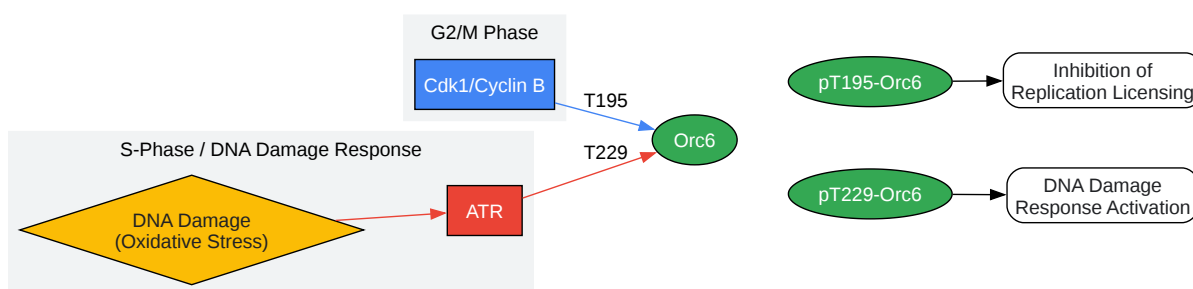 G2/M Phase
Cdk1/Cyclin B
T195
S-Phase / DNA Damage Response
DNA Damage
(Oxidative Stress)
ATR
T229
Orc6
pT195-Orc6
Inhibition of
Replication Licensing
pT229-Orc6
DNA Damage
Response Activation